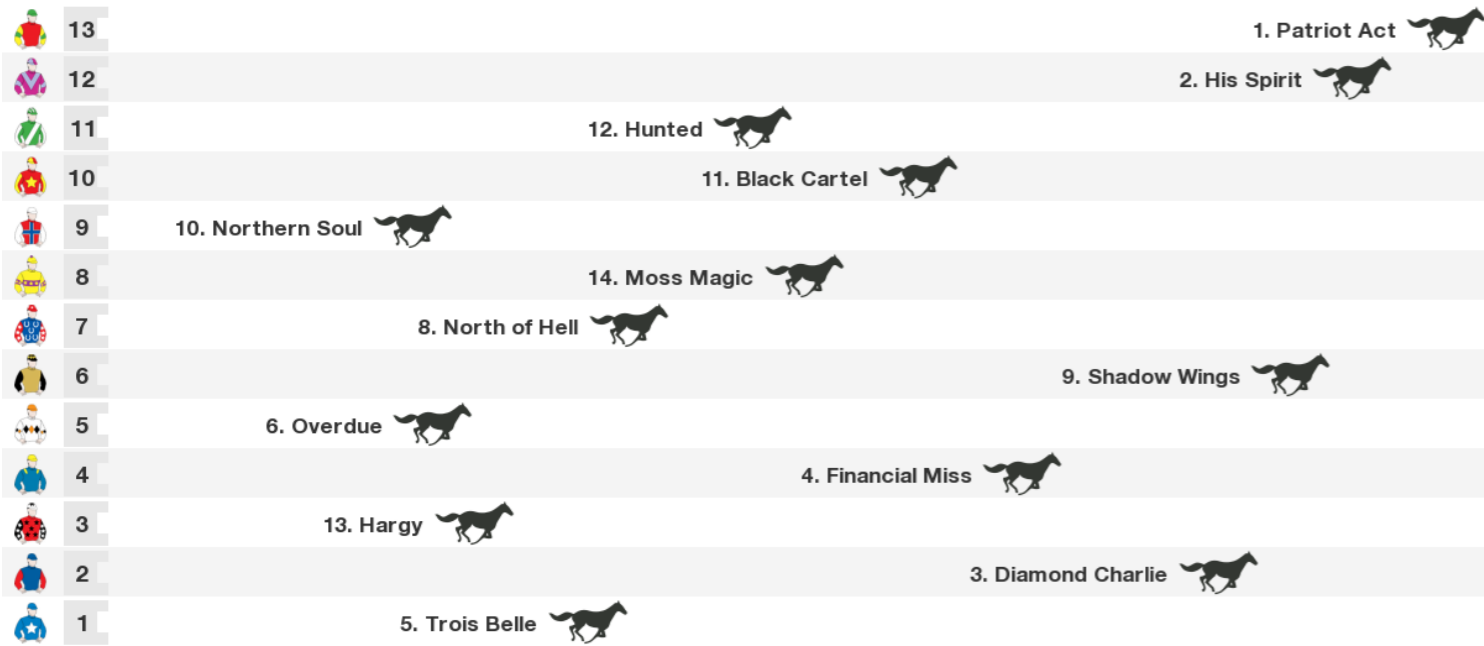 13 1. Patriot Act
12 2. His Spirit
11 12. Hunted
10 11. Black Cartel
9 10. Northern Soul
8 14. Moss Magic
7 8. North of Hell
6 9. Shadow Wings
5 6. Overdue
4 4. Financial Miss
3 13. Hargy
2 3. Diamond Charlie
1 5. Trois Belle